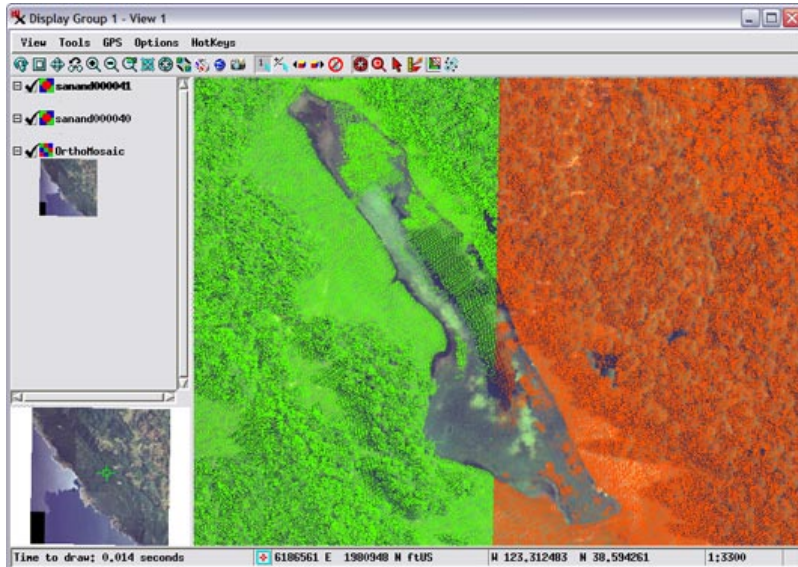 Display Group 1 - View 1
View Tools GPS Options HotKeys
sanand000041
sanand000040
OrthoMosaic
Time to draw: 0.014 seconds 6186561 E 1980948 N ftUS W 123.312483 N 38.594261 1:3300